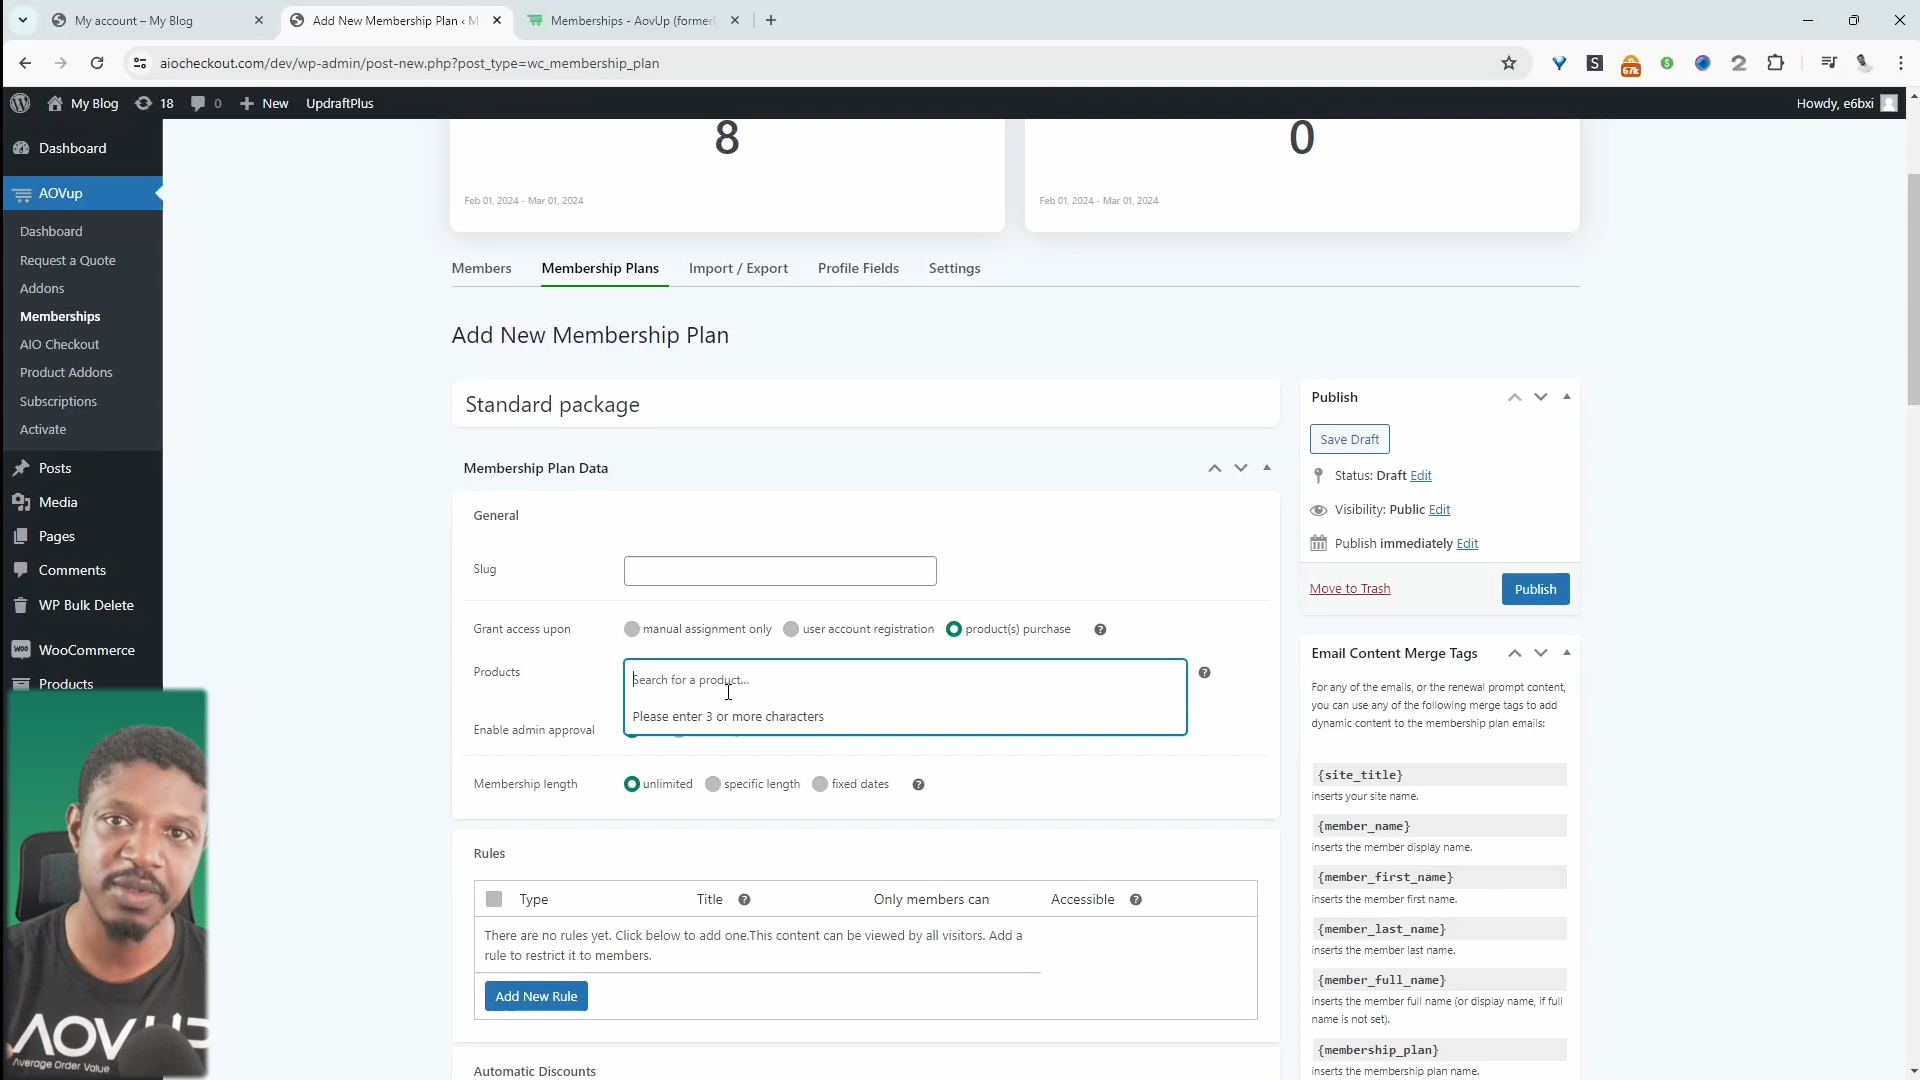 My account – My Blog
Add New Membership Plan ‹ M
Memberships - AovUp (former
aiocheckout.com/dev/wp-admin/post-new.php?post_type=wc_membership_plan
S
67k
My Blog
18
0
New
UpdraftPlus
Howdy, e6bxi
Dashboard
AOVup
Dashboard
Request a Quote
Addons
Memberships
AIO Checkout
Product Addons
Subscriptions
Activate
Posts
Media
Pages
Comments
WP Bulk Delete
WooCommerce
Products
8
0
Feb 01, 2024 - Mar 01, 2024
Feb 01, 2024 - Mar 01, 2024
Members
Membership Plans
Import / Export
Profile Fields
Settings
Add New Membership Plan
Standard package
Membership Plan Data
General
Slug
Grant access upon
manual assignment only
user account registration
product(s) purchase
Products
Search for a product...
Please enter 3 or more characters
Enable admin approval
Membership length
unlimited
specific length
fixed dates
Rules
Type
Title
Only members can
Accessible
There are no rules yet. Click below to add one.This content can be viewed by all visitors. Add a
rule to restrict it to members.
Add New Rule
Automatic Discounts
Publish
Save Draft
Status: Draft Edit
Visibility: Public Edit
Publish immediately Edit
Move to Trash
Publish
Email Content Merge Tags
For any of the emails, or the renewal prompt content,
you can use any of the following merge tags to add
dynamic content to the membership plan emails:
{site_title}
inserts your site name.
{member_name}
inserts the member display name.
{member_first_name}
inserts the member first name.
{member_last_name}
inserts the member last name.
{member_full_name}
inserts the member full name (or display name, if full
name is not set).
{membership_plan}
inserts the membership plan name.
AOVUP
Average Order Value